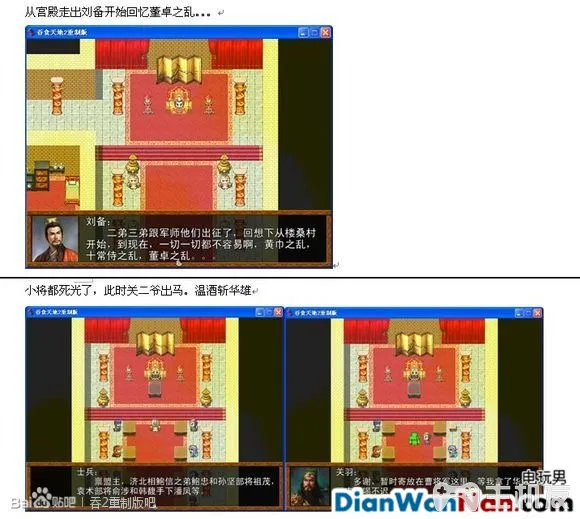 从宫殿走出刘备开始回忆董卓之乱...
吞食天地2重制版
刘备：
二弟三弟跟军师他们出征了，回想下从楼桑村
开始，到现在，一切一切都不容易啊，黄巾之乱，
十常侍之乱，董卓之乱。。。
小将都死光了，此时关二爷出马。温酒斩华雄
吞食天地2重制版
吞食天地2重制版
士兵：
禀盟主，济北相鲍信之弟鲍忠和孙坚部将祖茂，
袁术部将俞涉和韩馥手下潘凤等
关羽：
多谢，暂时寄放在曹将军这里，等我拿了华
电玩男
Baidu贴吧 | 吞2重制版吧
DianWanNan.com